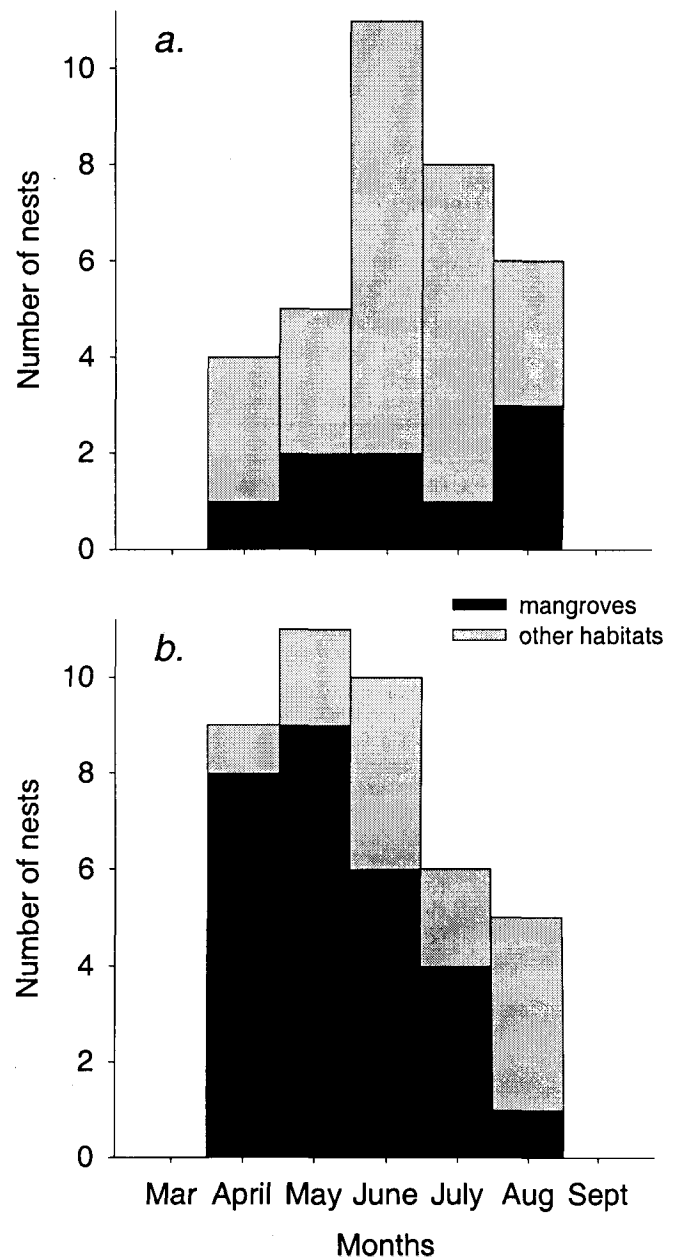 a.
Number of nests
10
8
6
4
2
0
mangroves
other habitats
b.
Number of nests
10
8
6
4
2
0
Mar April May June July Aug Sept
Months